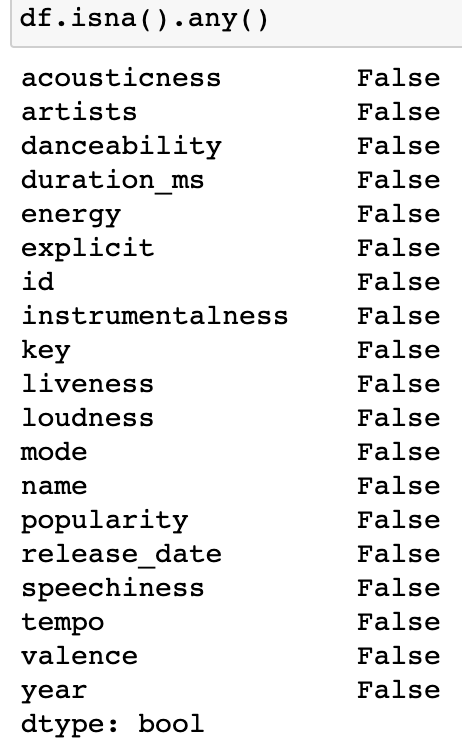 df.isna().any()
acousticness False
artists False
danceability False
duration_ms False
energy False
explicit False
id False
instrumentalness False
key False
liveness False
loudness False
mode False
name False
popularity False
release_date False
speechiness False
tempo False
valence False
year False
dtype: bool